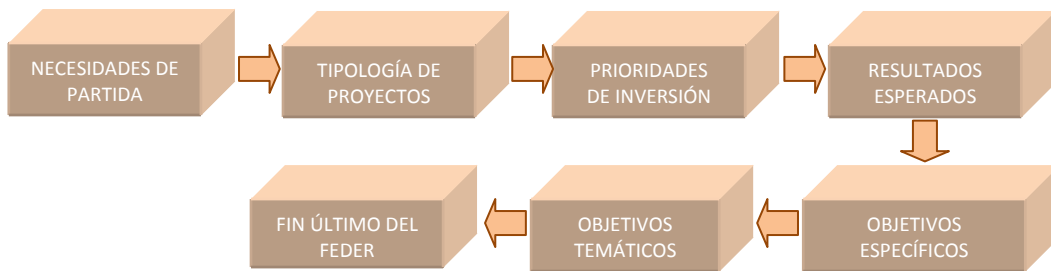 NECESIDADES DE
PARTIDA
TIPOLOGÍA DE
PROYECTOS
PRIORIDADES
DE INVERSIÓN
RESULTADOS
ESPERADOS
OBJETIVOS
ESPECÍFICOS
OBJETIVOS
TEMÁTICOS
FIN ÚLTIMO DEL
FEDER